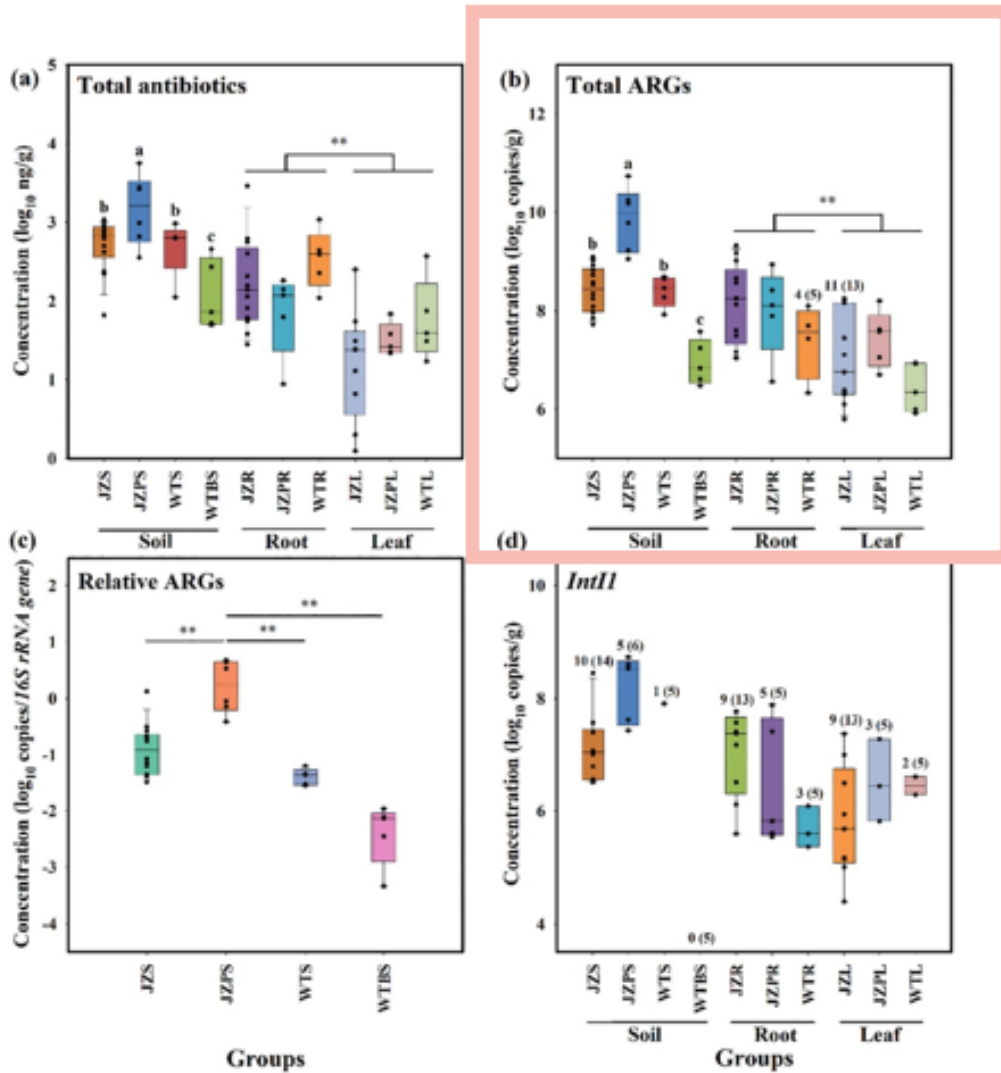 (a)
Total antibiotics
Concentration (log10 ng/g)
5
4
3
2
1
0
b
a
b
c
**
JZS
JZPS
WTS
WTBS
JZR
JZPR
WTR
JZL
JZPL
WTL
Soil
Root
Leaf
(b)
Total ARGs
Concentration (log10 copies/g)
12
10
8
6
b
a
b
c
**
4 (5)
11 (13)
JZS
JZPS
WTS
WTBS
JZR
JZPR
WTR
JZL
JZPL
WTL
Soil
Root
Leaf
(c)
Relative ARGs
Concentration (log10 copies/16S rRNA gene)
2
1
0
-1
-2
-3
-4
**
**
**
JZS
JZPS
WTS
WTBS
Groups
(d)
IntI1
Concentration (log10 copies/g)
10
8
6
4
10 (14)
5 (6)
1 (5)
0 (5)
9 (13)
5 (5)
3 (5)
9 (13)
3 (5)
2 (5)
JZS
JZPS
WTS
WTBS
JZR
JZPR
WTR
JZL
JZPL
WTL
Soil
Root
Leaf
Groups